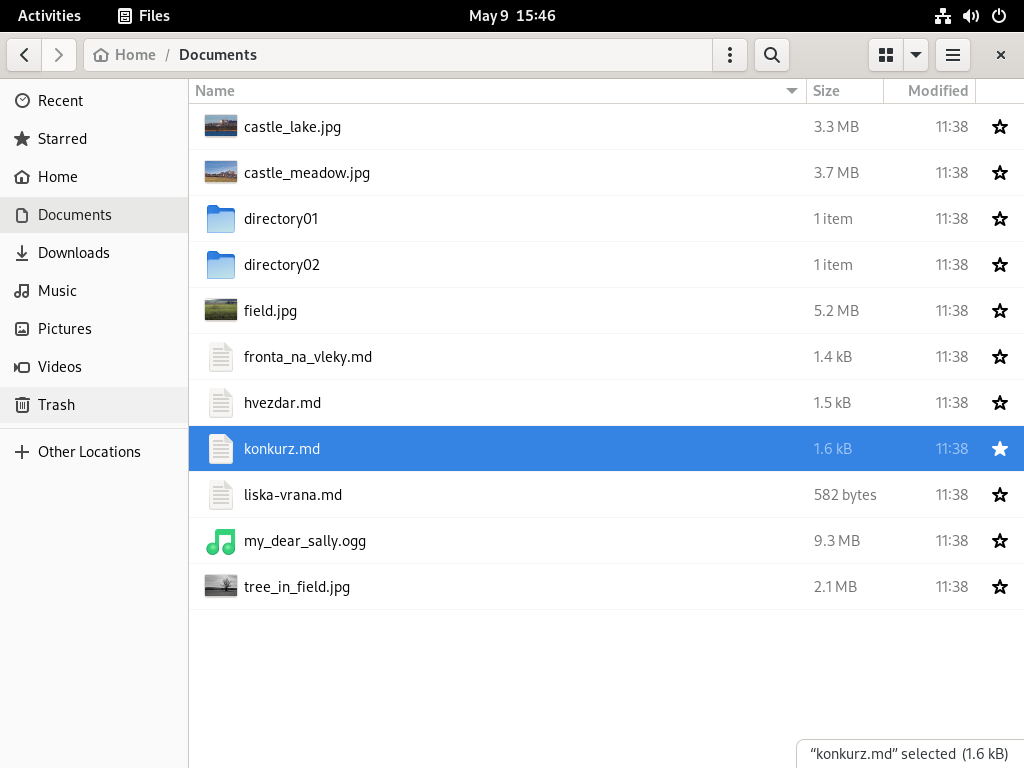 Activities Files May 9 15:46
Home / Documents
Name Size Modified
Recent
Starred
Home
Documents
Downloads
Music
Pictures
Videos
Trash
Other Locations
castle_lake.jpg 3.3 MB 11:38
castle_meadow.jpg 3.7 MB 11:38
directory01 1 item 11:38
directory02 1 item 11:38
field.jpg 5.2 MB 11:38
fronta_na_vleky.md 1.4 kB 11:38
hvezdar.md 1.5 kB 11:38
konkurz.md 1.6 kB 11:38
liska-vrana.md 582 bytes 11:38
my_dear_sally.ogg 9.3 MB 11:38
tree_in_field.jpg 2.1 MB 11:38
“konkurz.md” selected (1.6 kB)